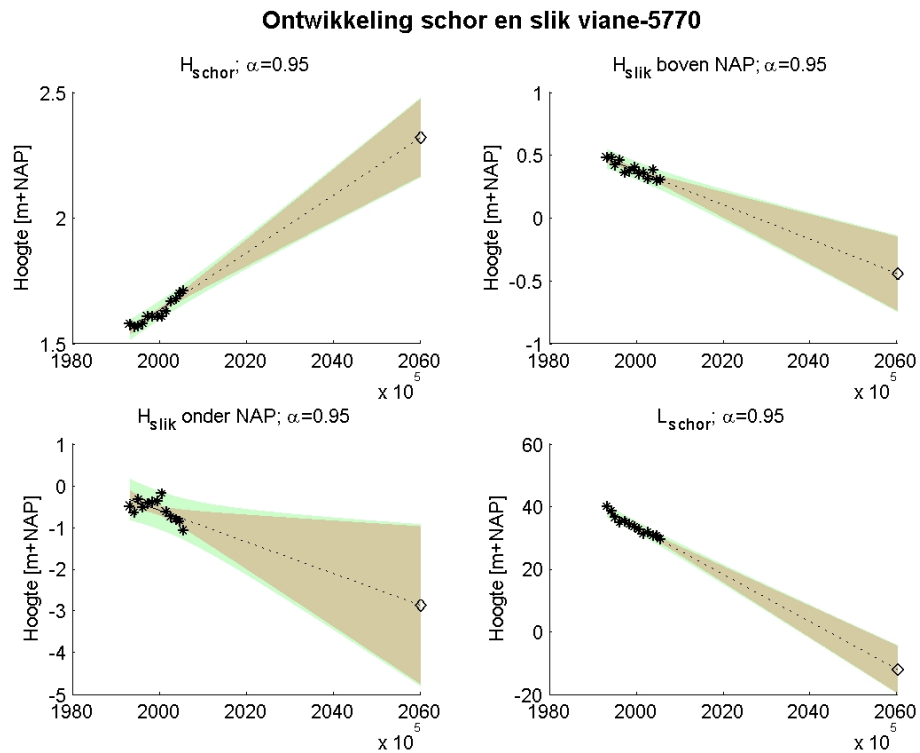 Ontwikkeling schor en slik viane-5770
H_schor; α=0.95
Hoogte [m+NAP]
2.5
2
1.5
1980 2000 2020 2040 2060
x 10^5
H_slik boven NAP; α=0.95
Hoogte [m+NAP]
1
0.5
0
-0.5
-1
1980 2000 2020 2040 2060
x 10^5
H_slik onder NAP; α=0.95
Hoogte [m+NAP]
1
0
-1
-2
-3
-4
-5
1980 2000 2020 2040 2060
x 10^5
L_schor; α=0.95
Hoogte [m+NAP]
60
40
20
0
-20
1980 2000 2020 2040 2060
x 10^5